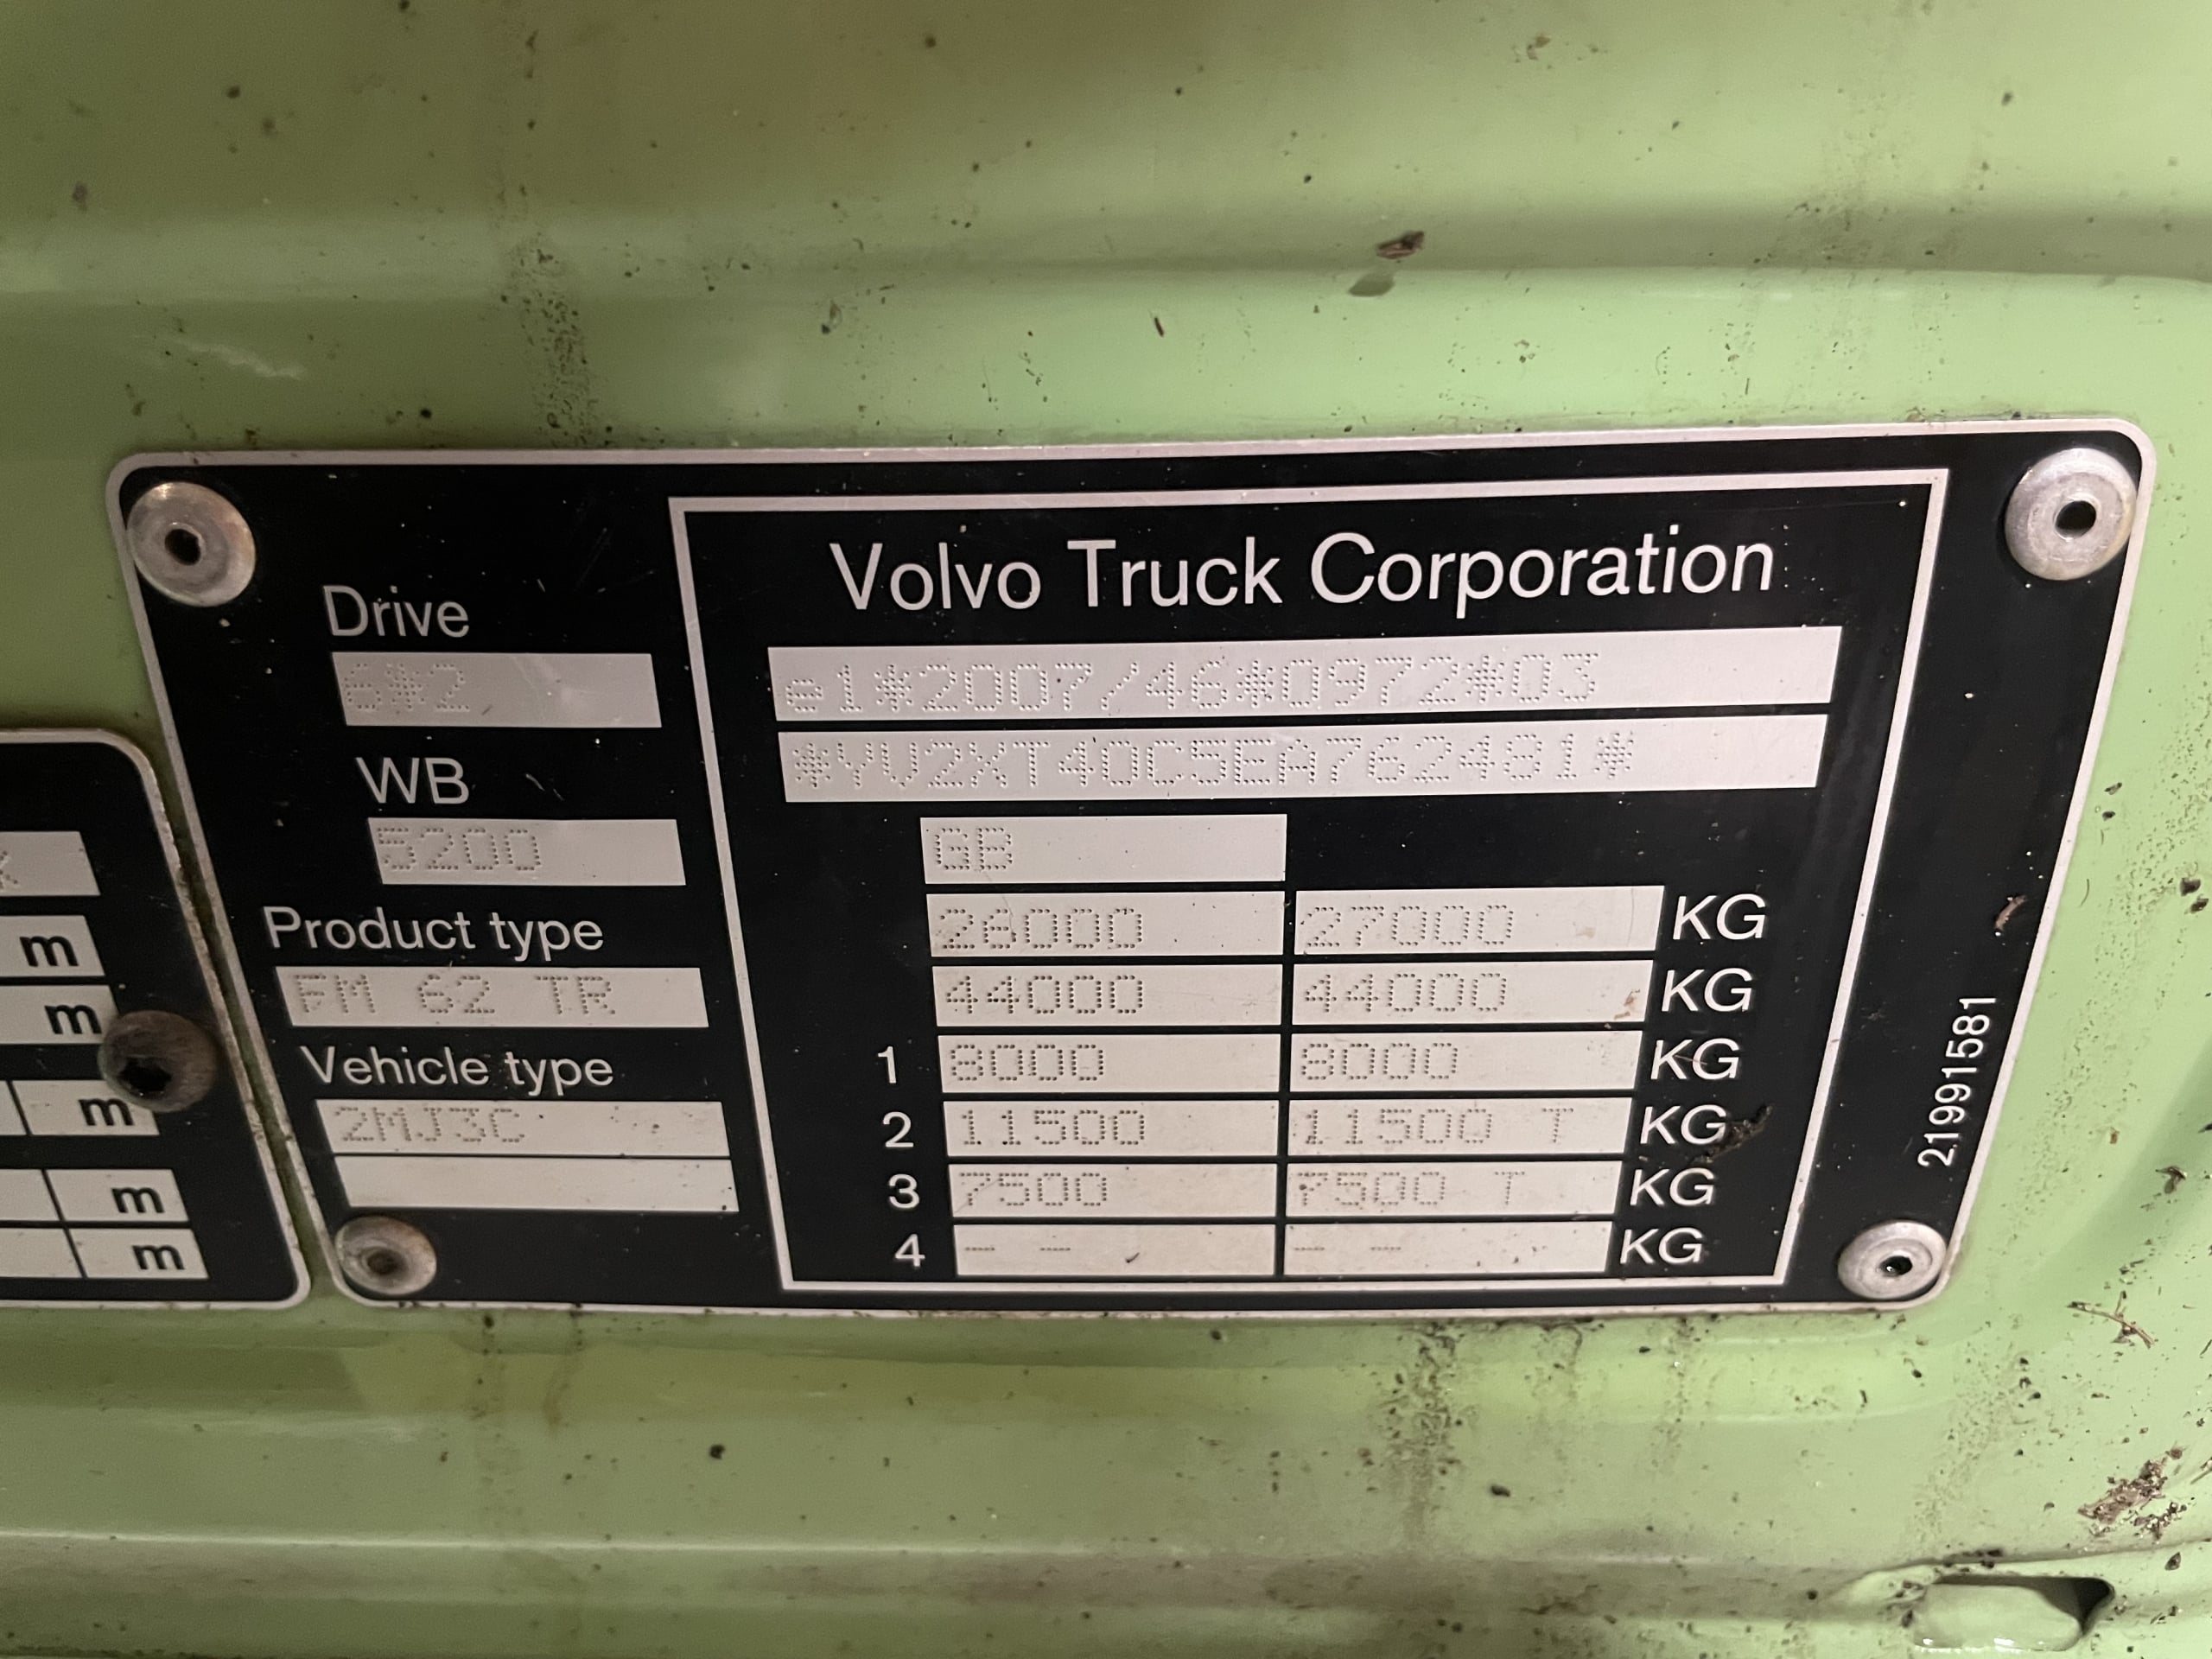 Volvo Truck Corporation
Drive
6*2
e1*2007/46*0972*03
WB
*YV2XT40C5EA762481*
5200
GB
Product type
26000 27000 KG
FM 62 TR
44000 44000 KG
Vehicle type
1 8000 8000 KG
2MJ3C
2 11500 11500 T KG
3 7500 7500 T KG
4 -- -- KG
21991581
m
m
m
m
m